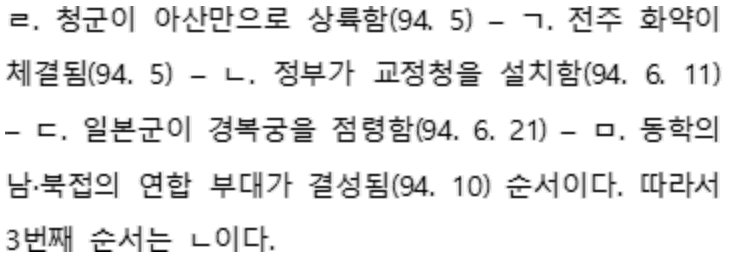 ㄹ. 청군이 아산만으로 상륙함(94. 5) – ㄱ. 전주 화약이
체결됨(94. 5) – ㄴ. 정부가 교정청을 설치함(94. 6. 11)
– ㄷ. 일본군이 경복궁을 점령함(94. 6. 21) – ㅁ. 동학의
남·북접의 연합 부대가 결성됨(94. 10) 순서이다. 따라서
3번째 순서는 ㄴ이다.